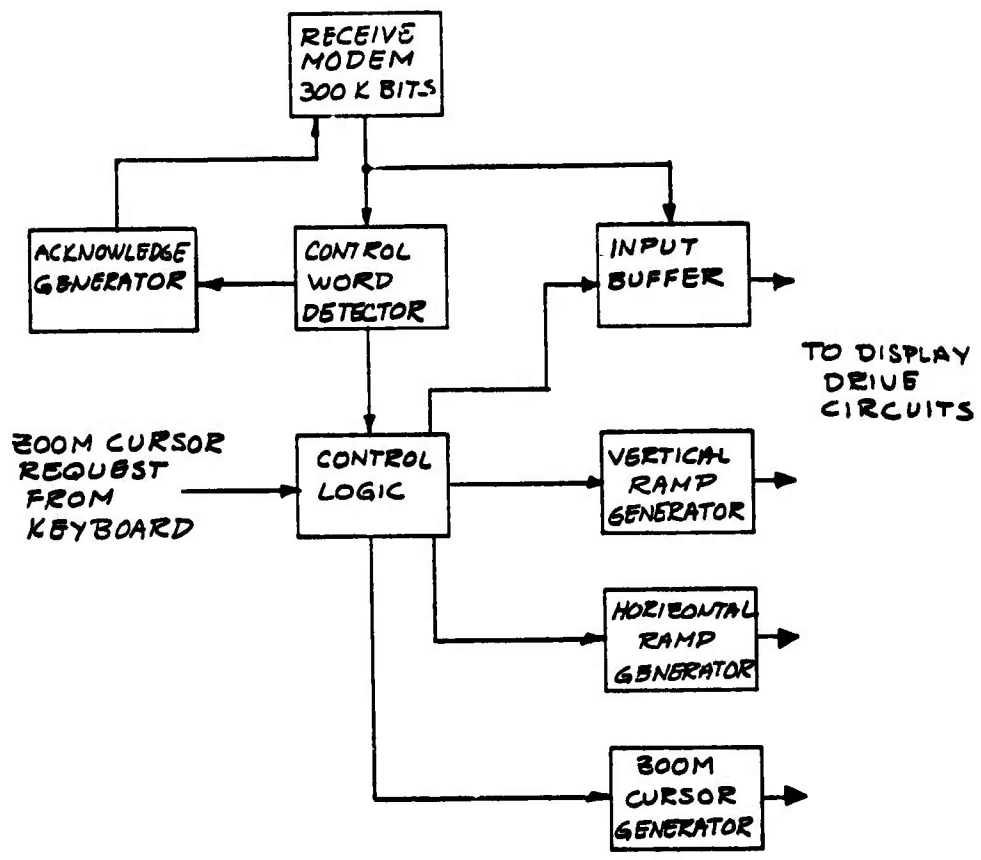 RECEIVE
MODEM
300 K BITS
ACKNOWLEDGE
GENERATOR
CONTROL
WORD
DETECTOR
INPUT
BUFFER
TO DISPLAY
DRIVE
CIRCUITS
ZOOM CURSOR
REQUEST
FROM
KEYBOARD
CONTROL
LOGIC
VERTICAL
RAMP
GENERATOR
HORIZONTAL
RAMP
GENERATOR
ZOOM
CURSOR
GENERATOR